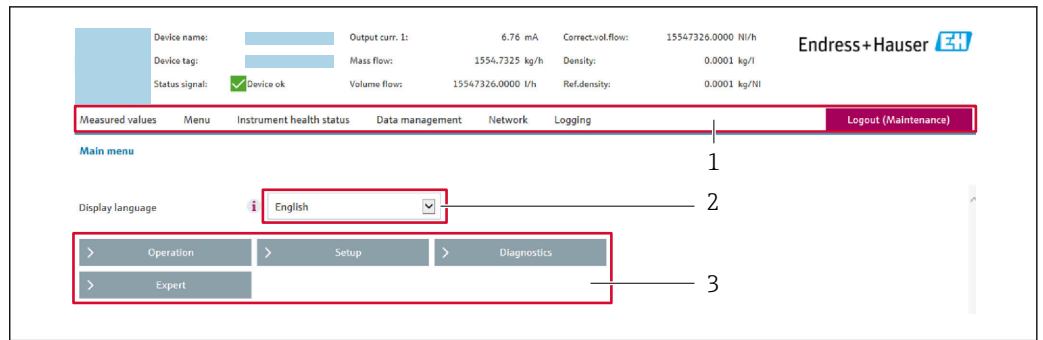 Device name: Output curr. 1: 6.76 mA Correct.vol.flow: 15547326.0000 Nl/h
Endress+Hauser EH
Device tag: Mass flow: 1554.7325 kg/h Density: 0.0001 kg/l
Status signal: Device ok Volume flow: 15547326.0000 l/h Ref.density: 0.0001 kg/Nl
Measured values Menu Instrument health status Data management Network Logging Logout (Maintenance)
1
Main menu
Display language i English 2
> Operation > Setup > Diagnostics
> Expert 3